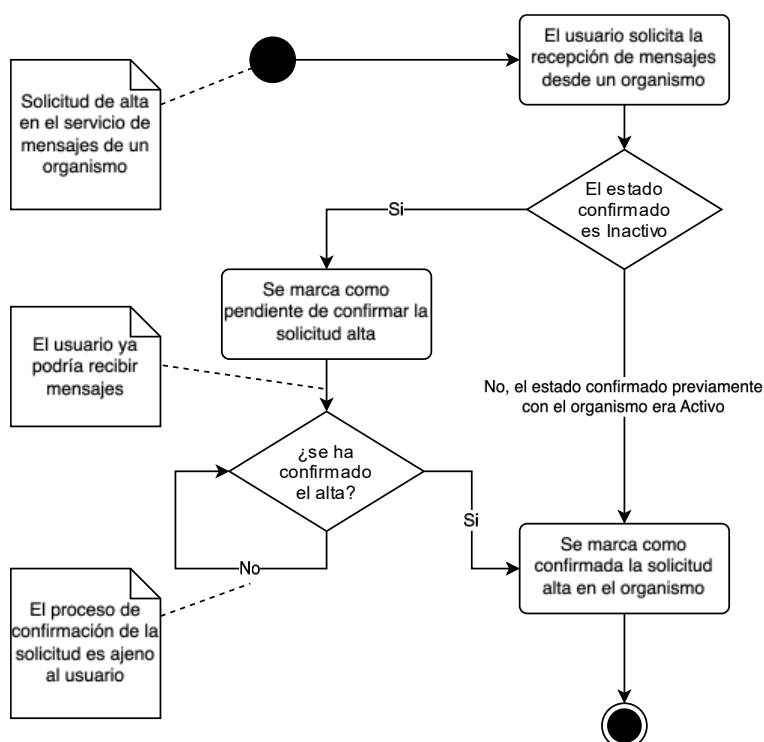 El usuario solicita la
recepción de mensajes
desde un organismo
Solicitud de alta
en el servicio de
mensajes de un
organismo
El estado
confirmado
es Inactivo
Si
Se marca como
pendiente de confirmar la
solicitud alta
El usuario ya
podría recibir
mensajes
No, el estado confirmado previamente
con el organismo era Activo
¿se ha
confirmado
el alta?
Si
No
Se marca como
confirmada la solicitud
alta en el organismo
El proceso de
confirmación de la
solicitud es ajeno
al usuario